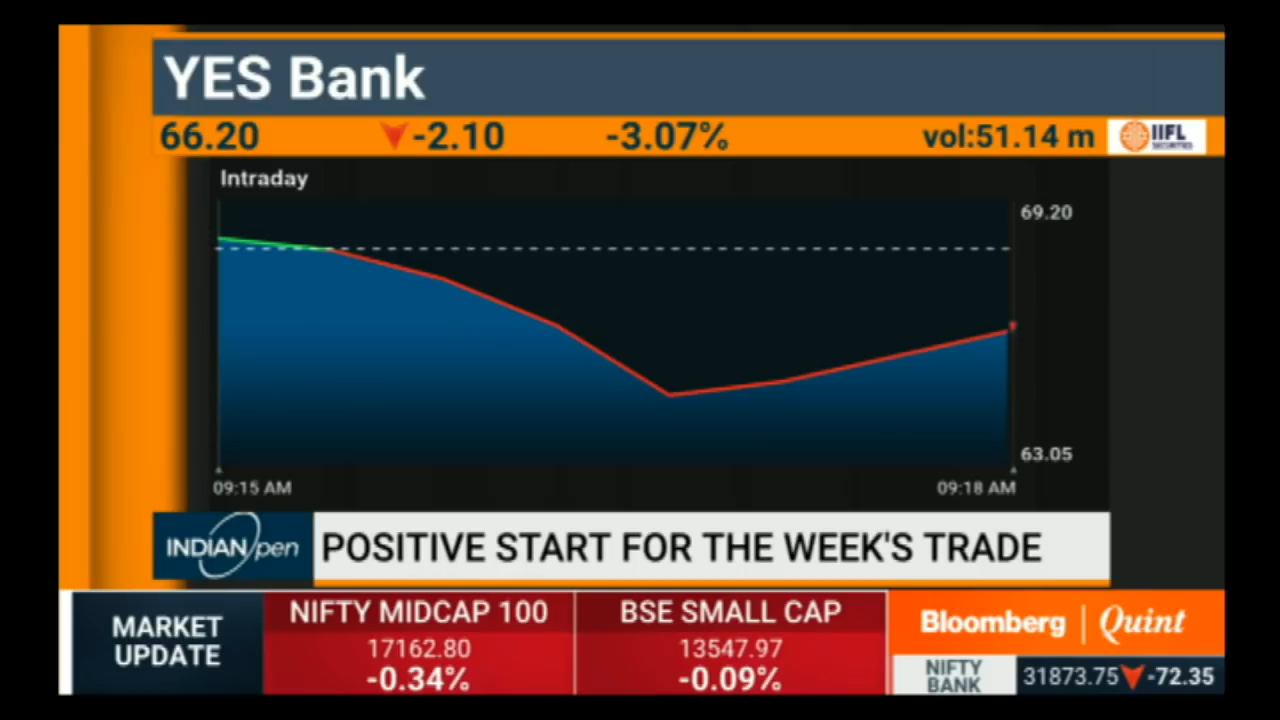 YES Bank
66.20 -2.10 -3.07% vol:51.14 m IIFL SECURITIES
Intraday
69.20
63.05
09:15 AM 09:18 AM
INDIAN Open POSITIVE START FOR THE WEEK'S TRADE
MARKET UPDATE
NIFTY MIDCAP 100
17162.80
-0.34%
BSE SMALL CAP
13547.97
-0.09%
Bloomberg | Quint
NIFTY BANK 31873.75 -72.35